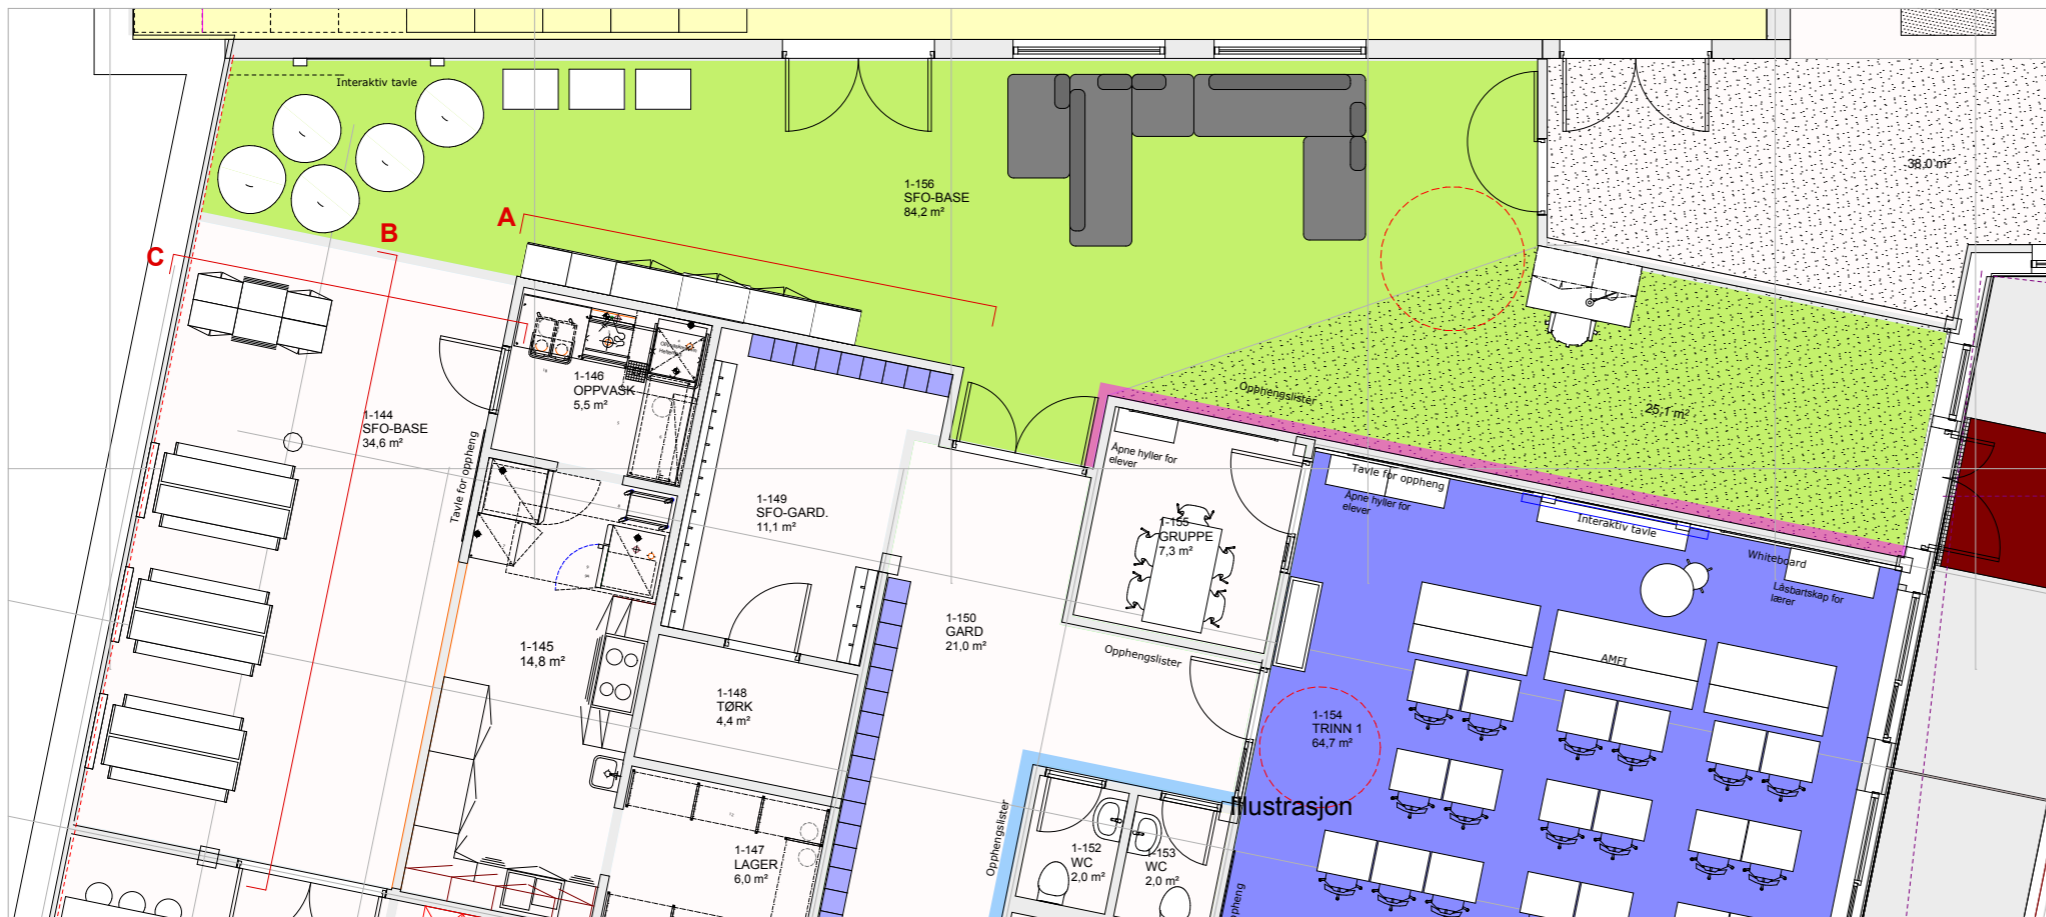 Interaktiv tavle
1-156
SFO-BASE
84,2 m²
38,0 m²
A
B
C
1-146
OPPVASK
5,5 m²
1-144
SFO-BASE
34,6 m²
Tavle for oppheng
1-149
SFO-GARD.
11,1 m²
Opphengslister
25,1 m²
Åpne hyller for
elever
1-155
GRUPPE
7,3 m²
Tavle for oppheng
Åpne hyller for
elever
Interaktiv tavle
Whiteboard
Låsbartskap for
lærer
1-145
14,8 m²
1-150
GARD
21,0 m²
Opphengslister
AMFI
1-148
TØRK
4,4 m²
1-154
TRINN 1
64,7 m²
Illustrasjon
1-147
LAGER
6,0 m²
Opphengslister
1-152
WC
2,0 m²
1-153
WC
2,0 m²